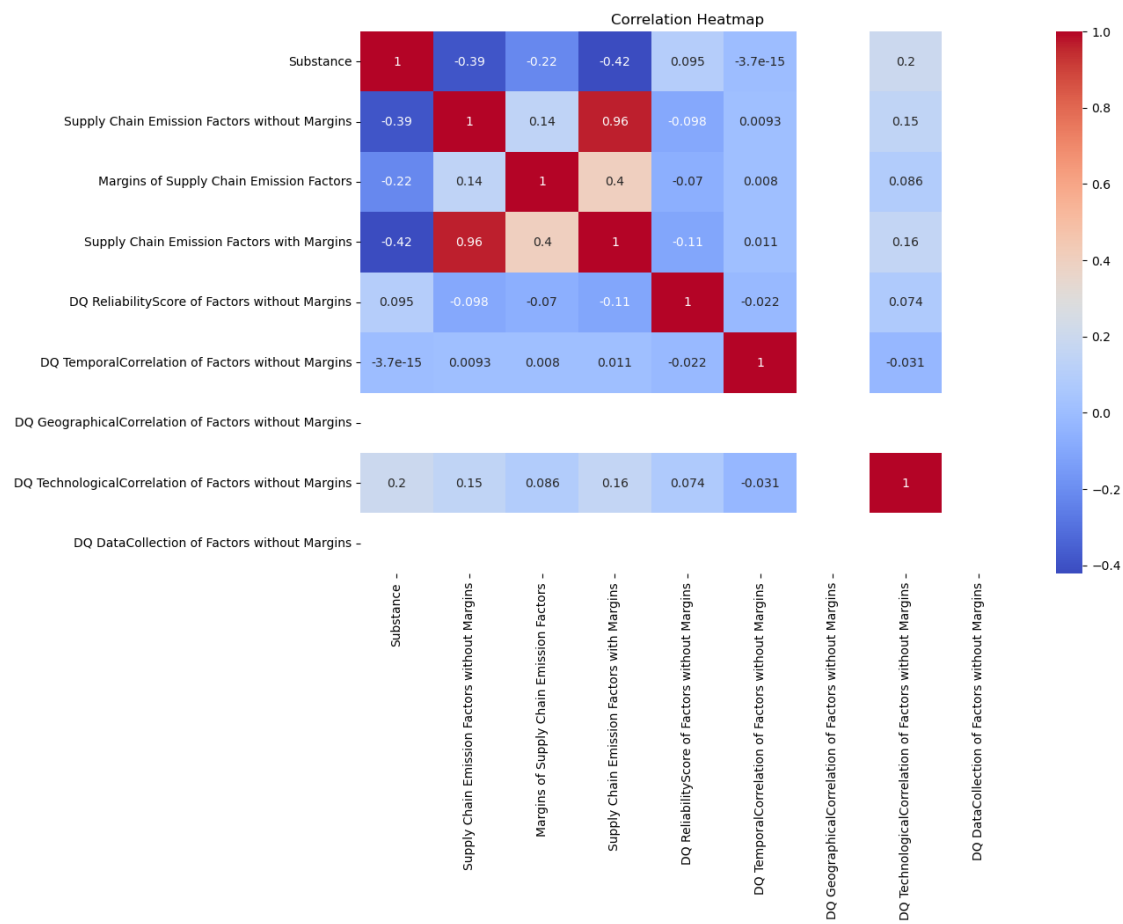 Correlation Heatmap
Substance
1 -0.39 -0.22 -0.42 0.095 -3.7e-15 0.2
Supply Chain Emission Factors without Margins
-0.39 1 0.14 0.96 -0.098 0.0093 0.15
Margins of Supply Chain Emission Factors
-0.22 0.14 1 0.4 -0.07 0.008 0.086
Supply Chain Emission Factors with Margins
-0.42 0.96 0.4 1 -0.11 0.011 0.16
DQ ReliabilityScore of Factors without Margins
0.095 -0.098 -0.07 -0.11 1 -0.022 0.074
DQ TemporalCorrelation of Factors without Margins
-3.7e-15 0.0093 0.008 0.011 -0.022 1 -0.031
DQ GeographicalCorrelation of Factors without Margins
DQ TechnologicalCorrelation of Factors without Margins
0.2 0.15 0.086 0.16 0.074 -0.031 1
DQ DataCollection of Factors without Margins
Substance
Supply Chain Emission Factors without Margins
Margins of Supply Chain Emission Factors
Supply Chain Emission Factors with Margins
DQ ReliabilityScore of Factors without Margins
DQ TemporalCorrelation of Factors without Margins
DQ GeographicalCorrelation of Factors without Margins
DQ TechnologicalCorrelation of Factors without Margins
DQ DataCollection of Factors without Margins
1.0
0.8
0.6
0.4
0.2
0.0
−0.2
−0.4